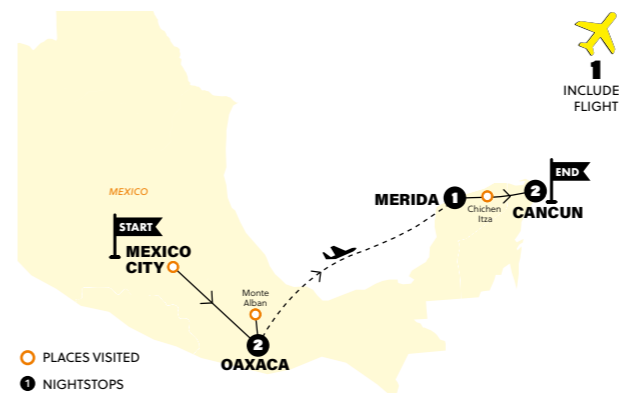 1
INCLUDE
FLIGHT
MEXICO
START
MEXICO
CITY
END
MERIDA
1
2
Chichen
Itza
CANCUN
Monte
Alban
2
OAXACA
PLACES VISITED
1 NIGHTSTOPS